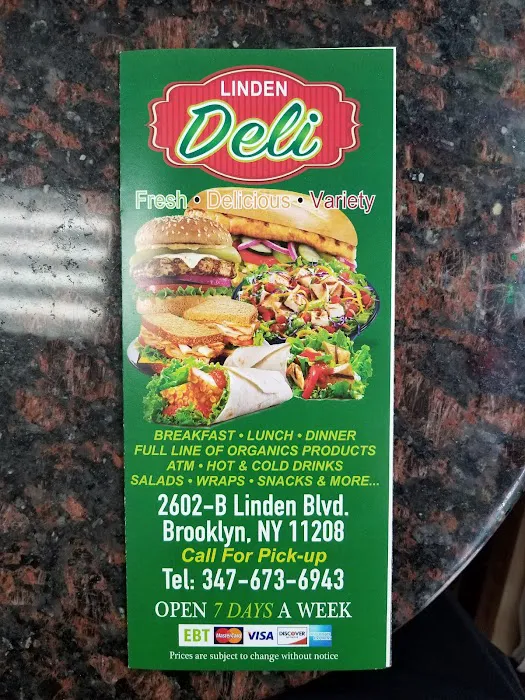 LINDEN
Deli
Fresh • Delicious • Variety
BREAKFAST • LUNCH • DINNER
FULL LINE OF ORGANICS PRODUCTS
ATM • HOT & COLD DRINKS
SALADS • WRAPS • SNACKS & MORE...
2602-B Linden Blvd.
Brooklyn, NY 11208
Call For Pick-up
Tel: 347-673-6943
OPEN 7 DAYS A WEEK
EBT MasterCard VISA DISCOVER
Prices are subject to change without notice